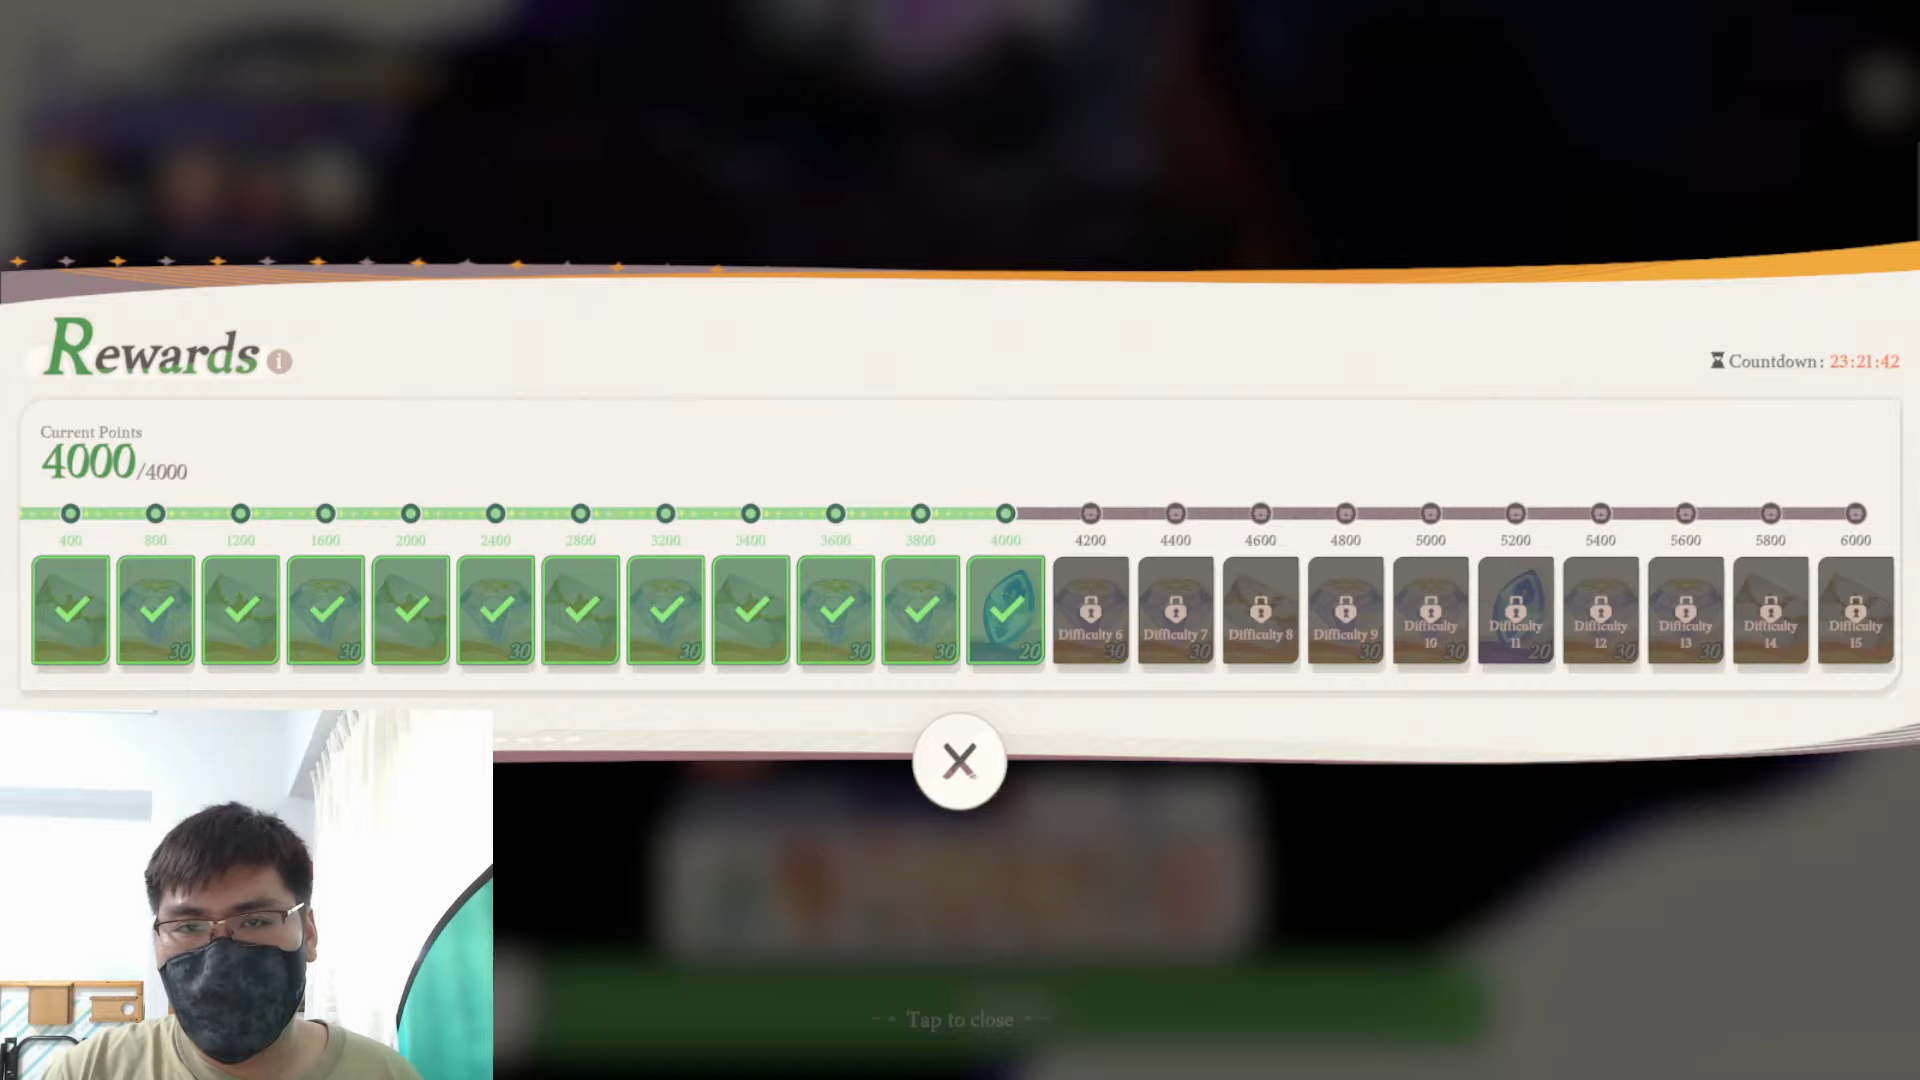 Rewards i
Countdown: 23:21:42
Current Points
4000/4000
400 800 1200 1600 2000 2400 2800 3200 3400 3600 3800 4000 4200 4400 4600 4800 5000 5200 5400 5600 5800 6000
Difficulty 6 Difficulty 7 Difficulty 8 Difficulty 9 Difficulty Difficulty Difficulty Difficulty Difficulty Difficulty
10 11 12 13 14 15
30 30 30 30 30 30 20 30 30 30 30 20 30 30
Tap to close